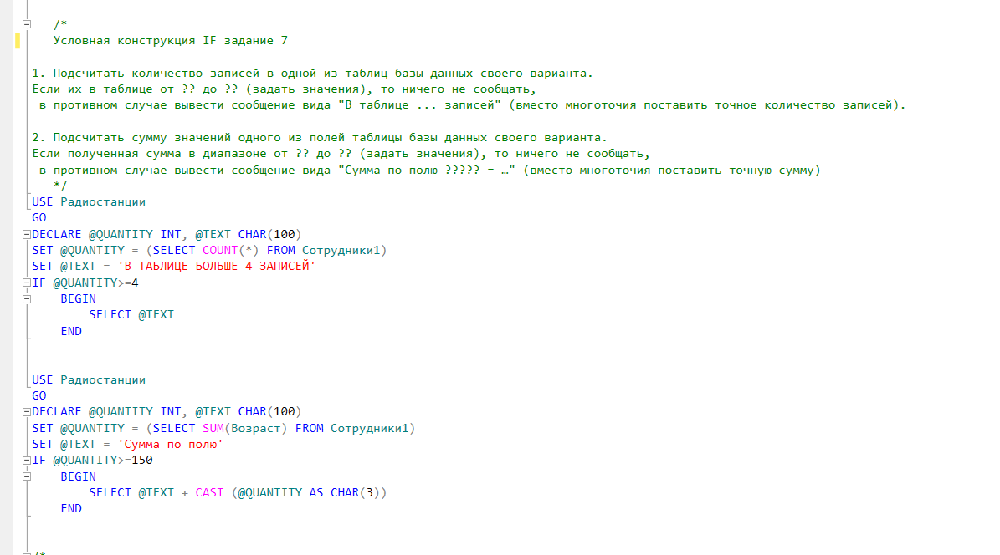 /*
Условная конструкция IF задание 7
1. Подсчитать количество записей в одной из таблиц базы данных своего варианта.
Если их в таблице от ?? до ?? (задать значения), то ничего не сообщать,
в противном случае вывести сообщение вида "В таблице ... записей" (вместо многоточия поставить точное количество записей).
2. Подсчитать сумму значений одного из полей таблицы базы данных своего варианта.
Если полученная сумма в диапазоне от ?? до ?? (задать значения), то ничего не сообщать,
в противном случае вывести сообщение вида "Сумма по полю ????? = …" (вместо многоточия поставить точную сумму)
*/
USE Радиостанции
GO
DECLARE @QUANTITY INT, @TEXT CHAR(100)
SET @QUANTITY = (SELECT COUNT(*) FROM Сотрудники1)
SET @TEXT = 'В ТАБЛИЦЕ БОЛЬШЕ 4 ЗАПИСЕЙ'
IF @QUANTITY>=4
BEGIN
SELECT @TEXT
END
USE Радиостанции
GO
DECLARE @QUANTITY INT, @TEXT CHAR(100)
SET @QUANTITY = (SELECT SUM(Возраст) FROM Сотрудники1)
SET @TEXT = 'Сумма по полю'
IF @QUANTITY>=150
BEGIN
SELECT @TEXT + CAST (@QUANTITY AS CHAR(3))
END
/*